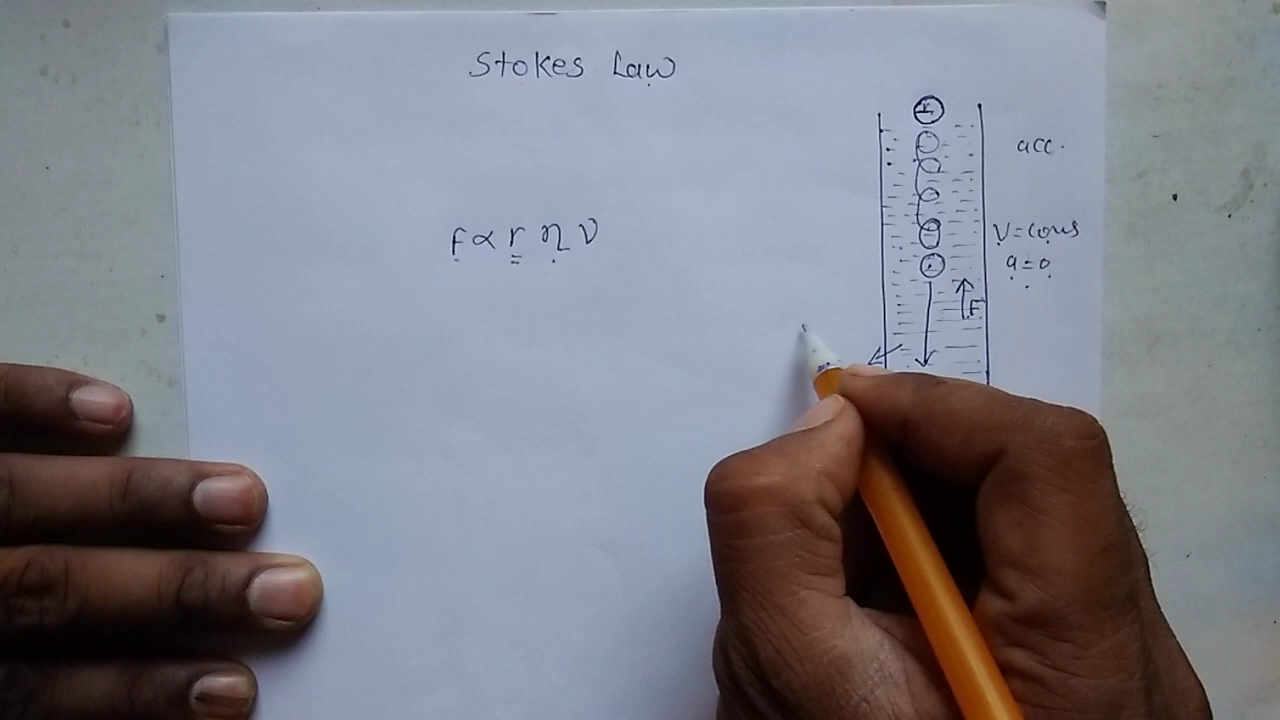 Stokes Law
r
acc.
F ∝ r η v
v=cons
a=0
F